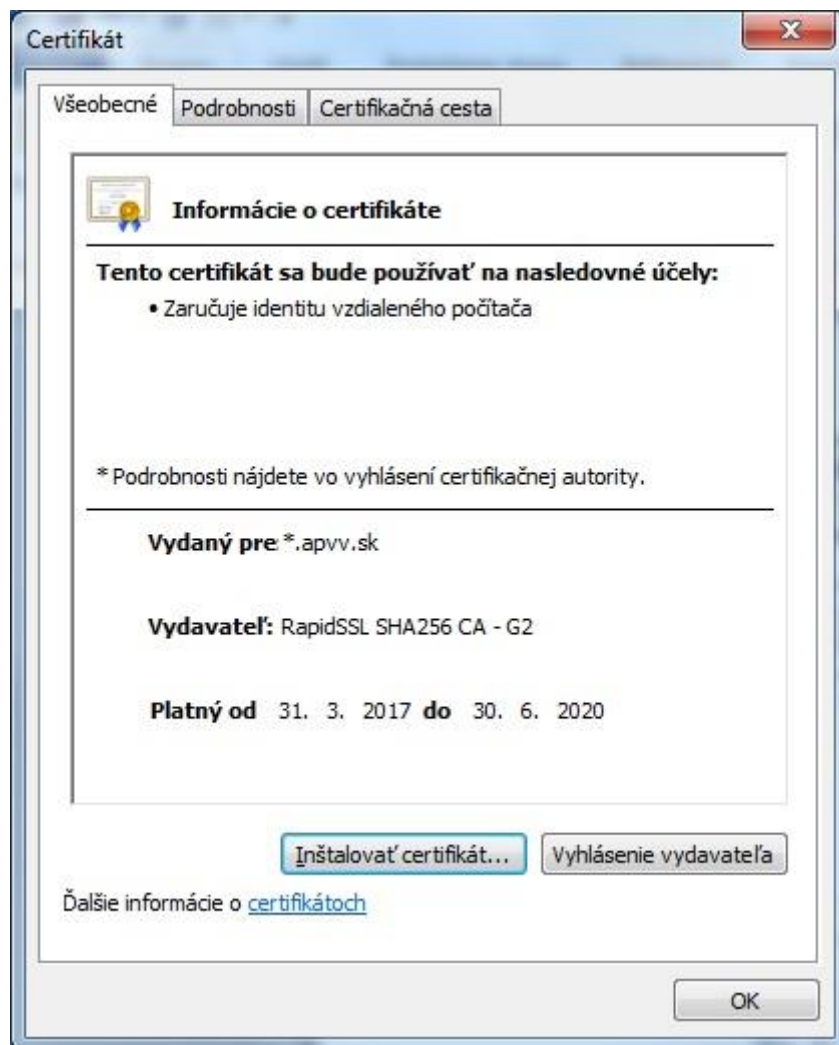 Certifikát
Všeobecné
Podrobnosti
Certifikačná cesta
Informácie o certifikáte
Tento certifikát sa bude používať na nasledovné účely:
• Zaručuje identitu vzdialeného počítača
* Podrobnosti nájdete vo vyhlásení certifikačnej autority.
Vydaný pre: *.apvv.sk
Vydavateľ: RapidSSL SHA256 CA - G2
Platný od 31. 3. 2017 do 30. 6. 2020
Inštalovať certifikát...
Vyhlásenie vydavateľa
Ďalšie informácie o certifikátoch
OK